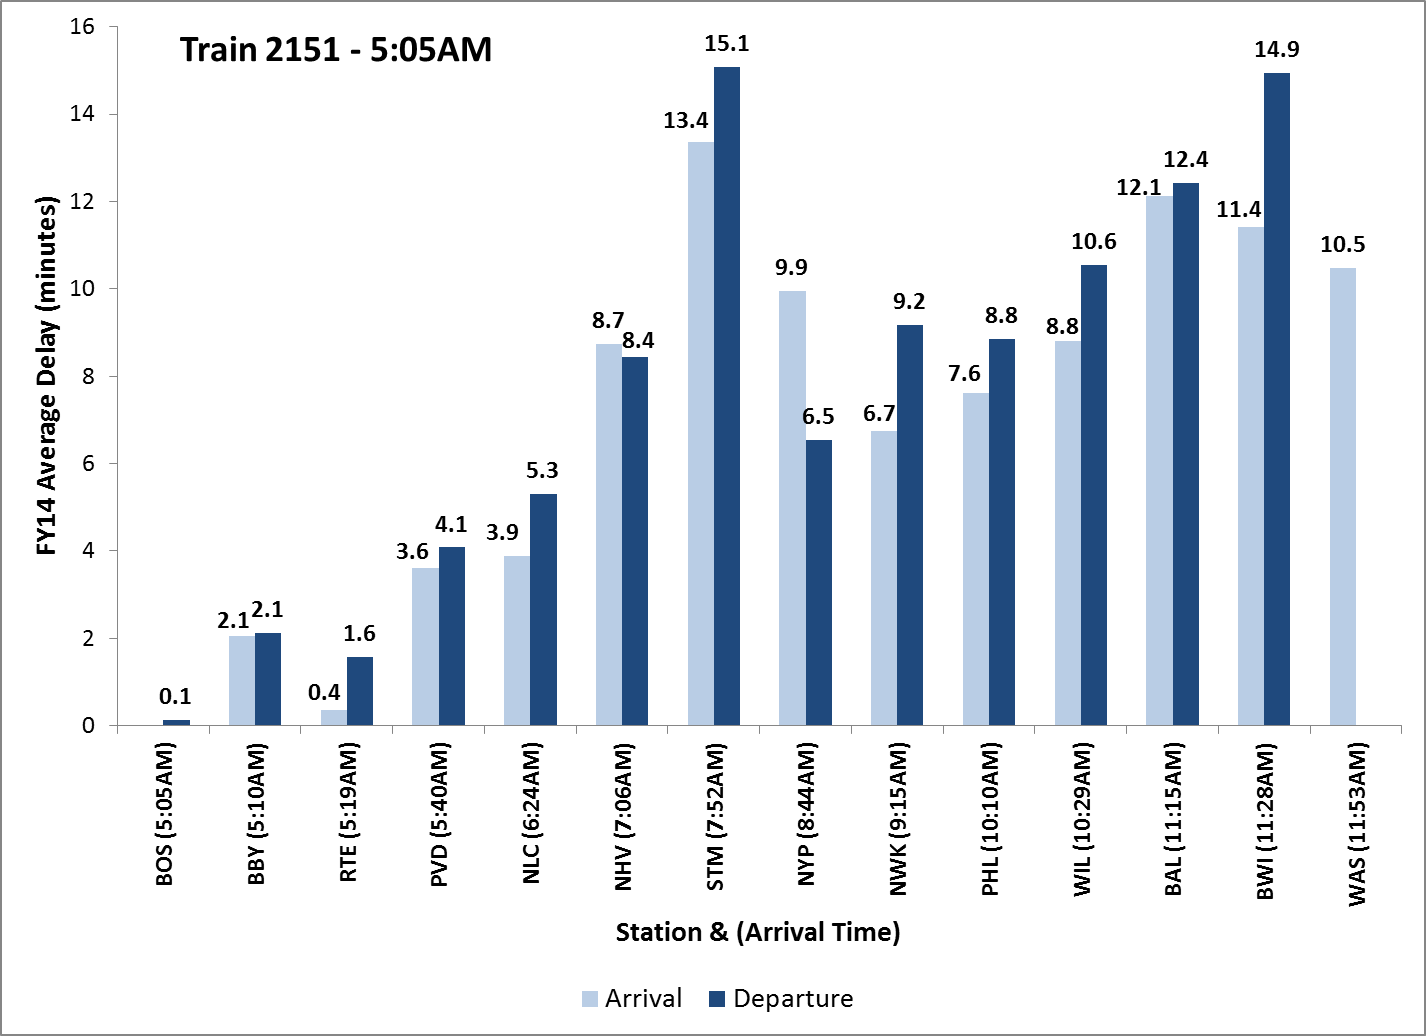 Train 2151 - 5:05AM
FY14 Average Delay (minutes)
16
14
12
10
8
6
4
2
0
0.1
2.1
2.1
0.4
1.6
3.6
4.1
3.9
5.3
8.7
8.4
13.4
15.1
9.9
6.5
6.7
9.2
7.6
8.8
8.8
10.6
12.1
12.4
11.4
14.9
10.5
BOS (5:05AM)
BBY (5:10AM)
RTE (5:19AM)
PVD (5:40AM)
NLC (6:24AM)
NHV (7:06AM)
STM (7:52AM)
NYP (8:44AM)
NWK (9:15AM)
PHL (10:10AM)
WIL (10:29AM)
BAL (11:15AM)
BWI (11:28AM)
WAS (11:53AM)
Station & (Arrival Time)
Arrival Departure